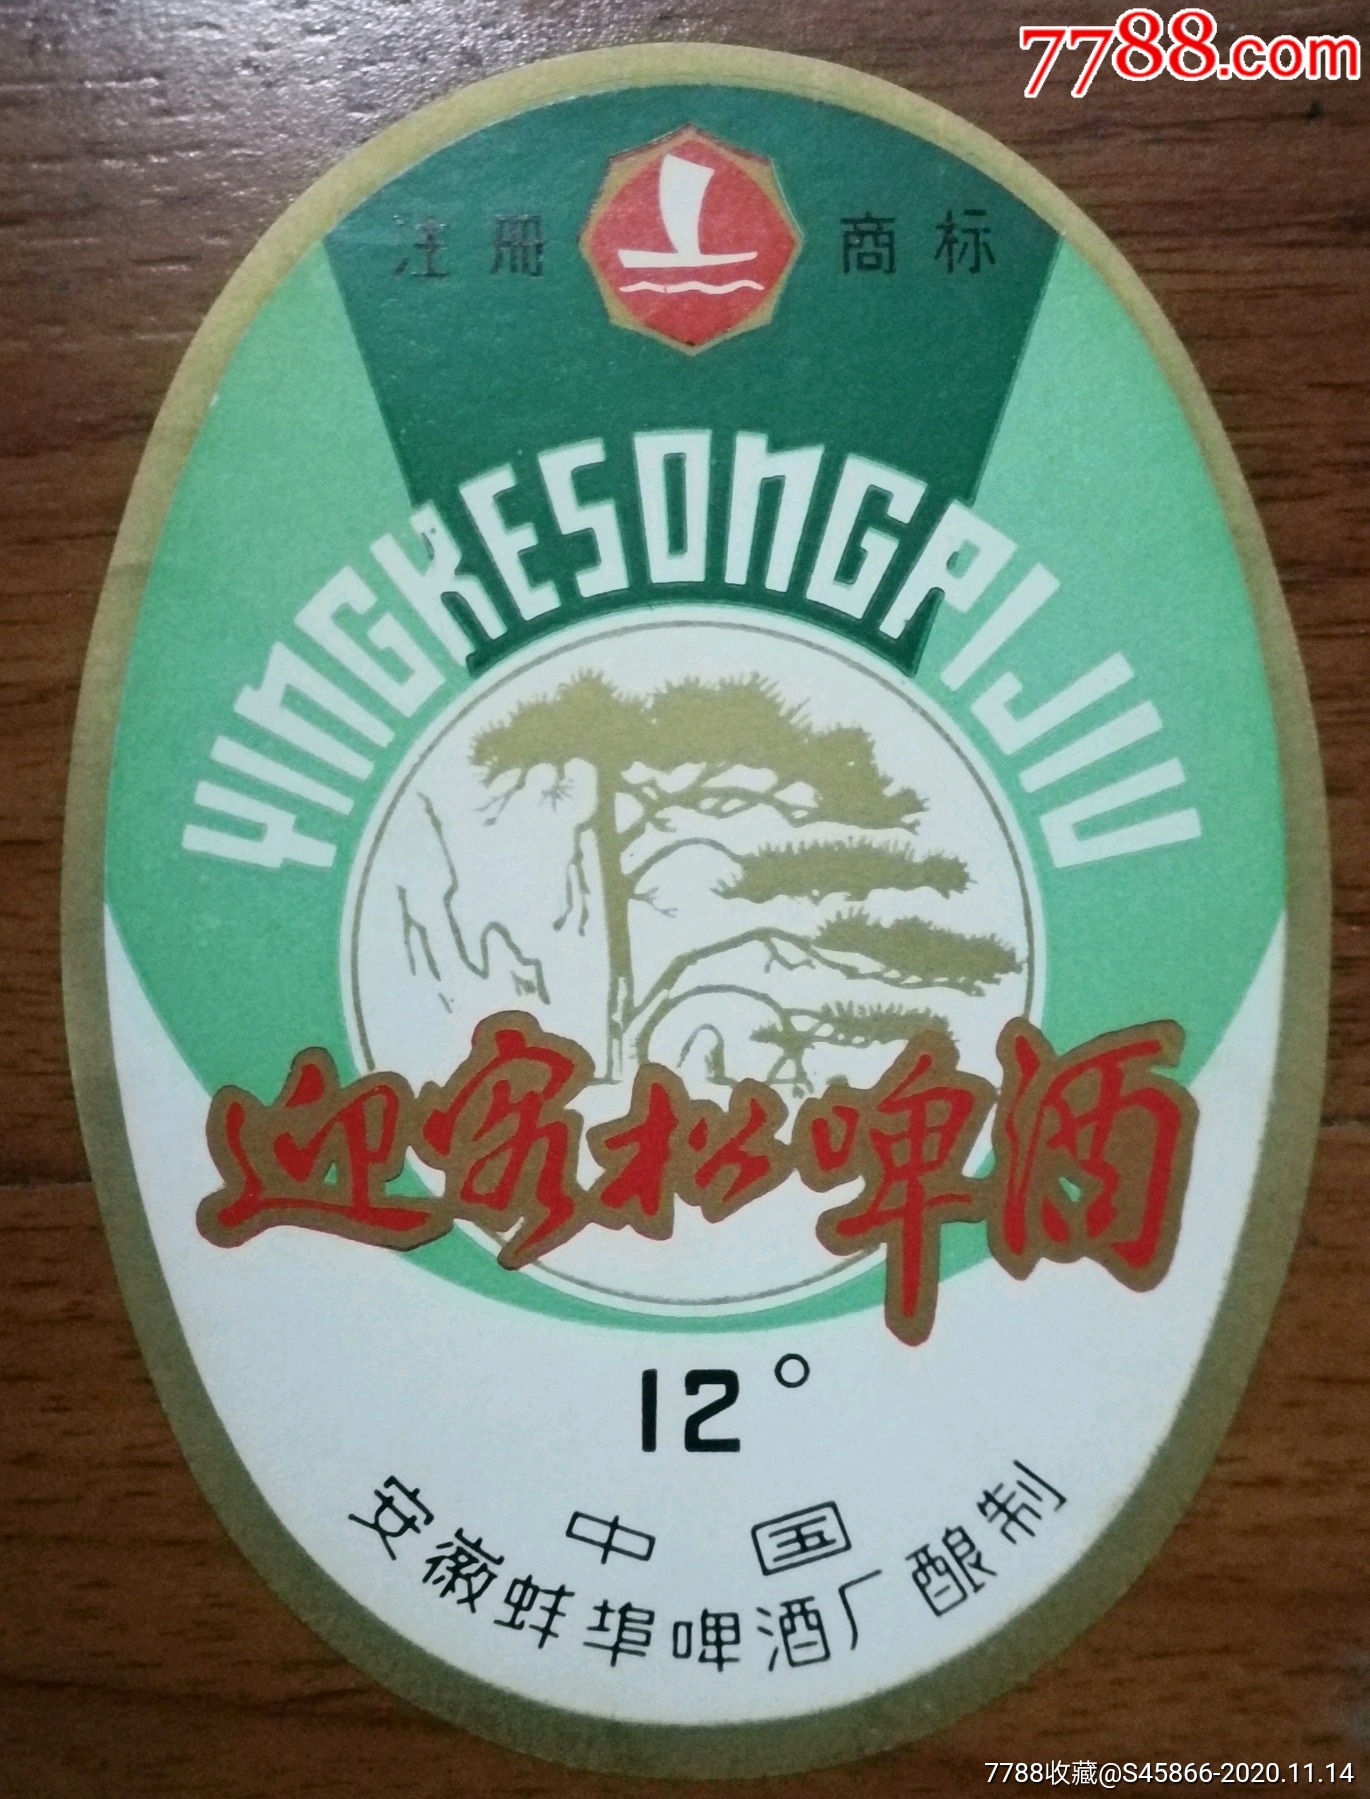 7788.com
注册 商标
YINGKESONGPIJIU
迎客松啤酒
12°
中国
安徽蚌埠啤酒厂酿制
7788收藏@S45866-2020.11.14